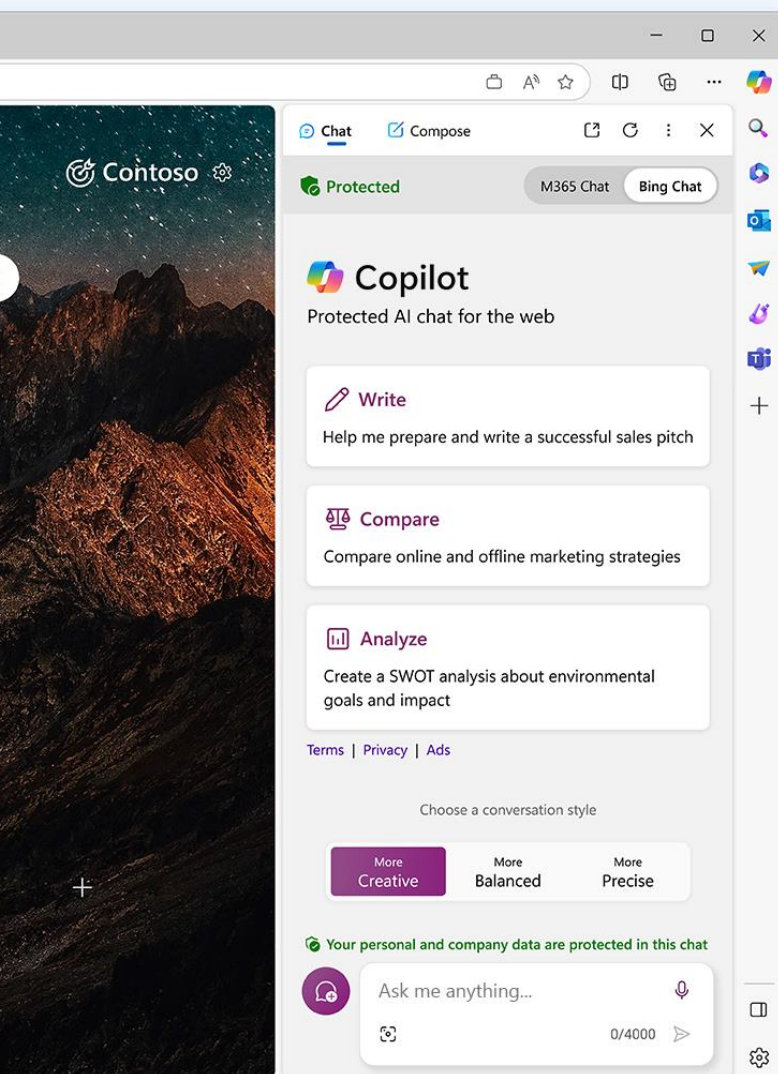 Contoso
Chat Compose
Protected
M365 Chat Bing Chat
Copilot
Protected AI chat for the web
Write
Help me prepare and write a successful sales pitch
Compare
Compare online and offline marketing strategies
Analyze
Create a SWOT analysis about environmental
goals and impact
Terms | Privacy | Ads
Choose a conversation style
More Creative
More Balanced
More Precise
Your personal and company data are protected in this chat
Ask me anything...
0/4000